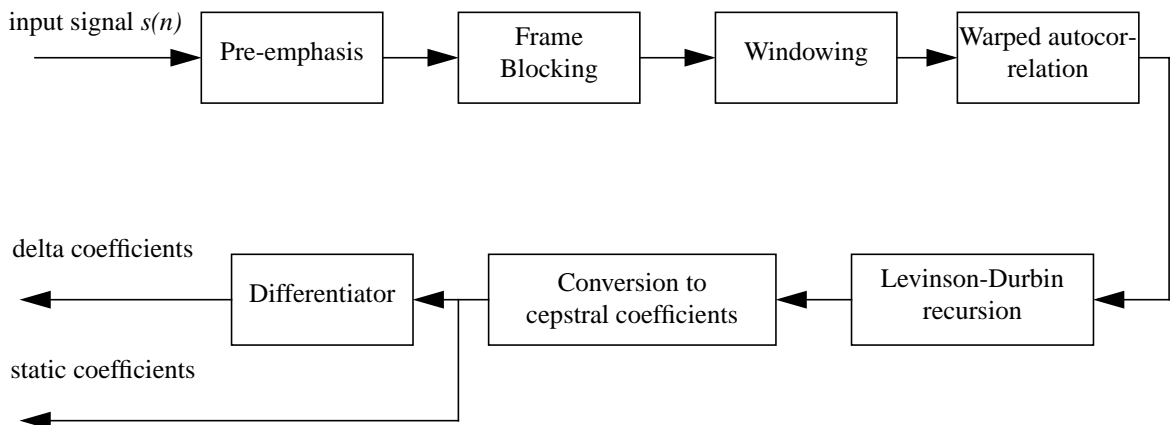 input signal s(n)
Pre-emphasis
Frame
Blocking
Windowing
Warped autocor-
relation
delta coefficients
Differentiator
Conversion to
cepstral coefficients
Levinson-Durbin
recursion
static coefficients